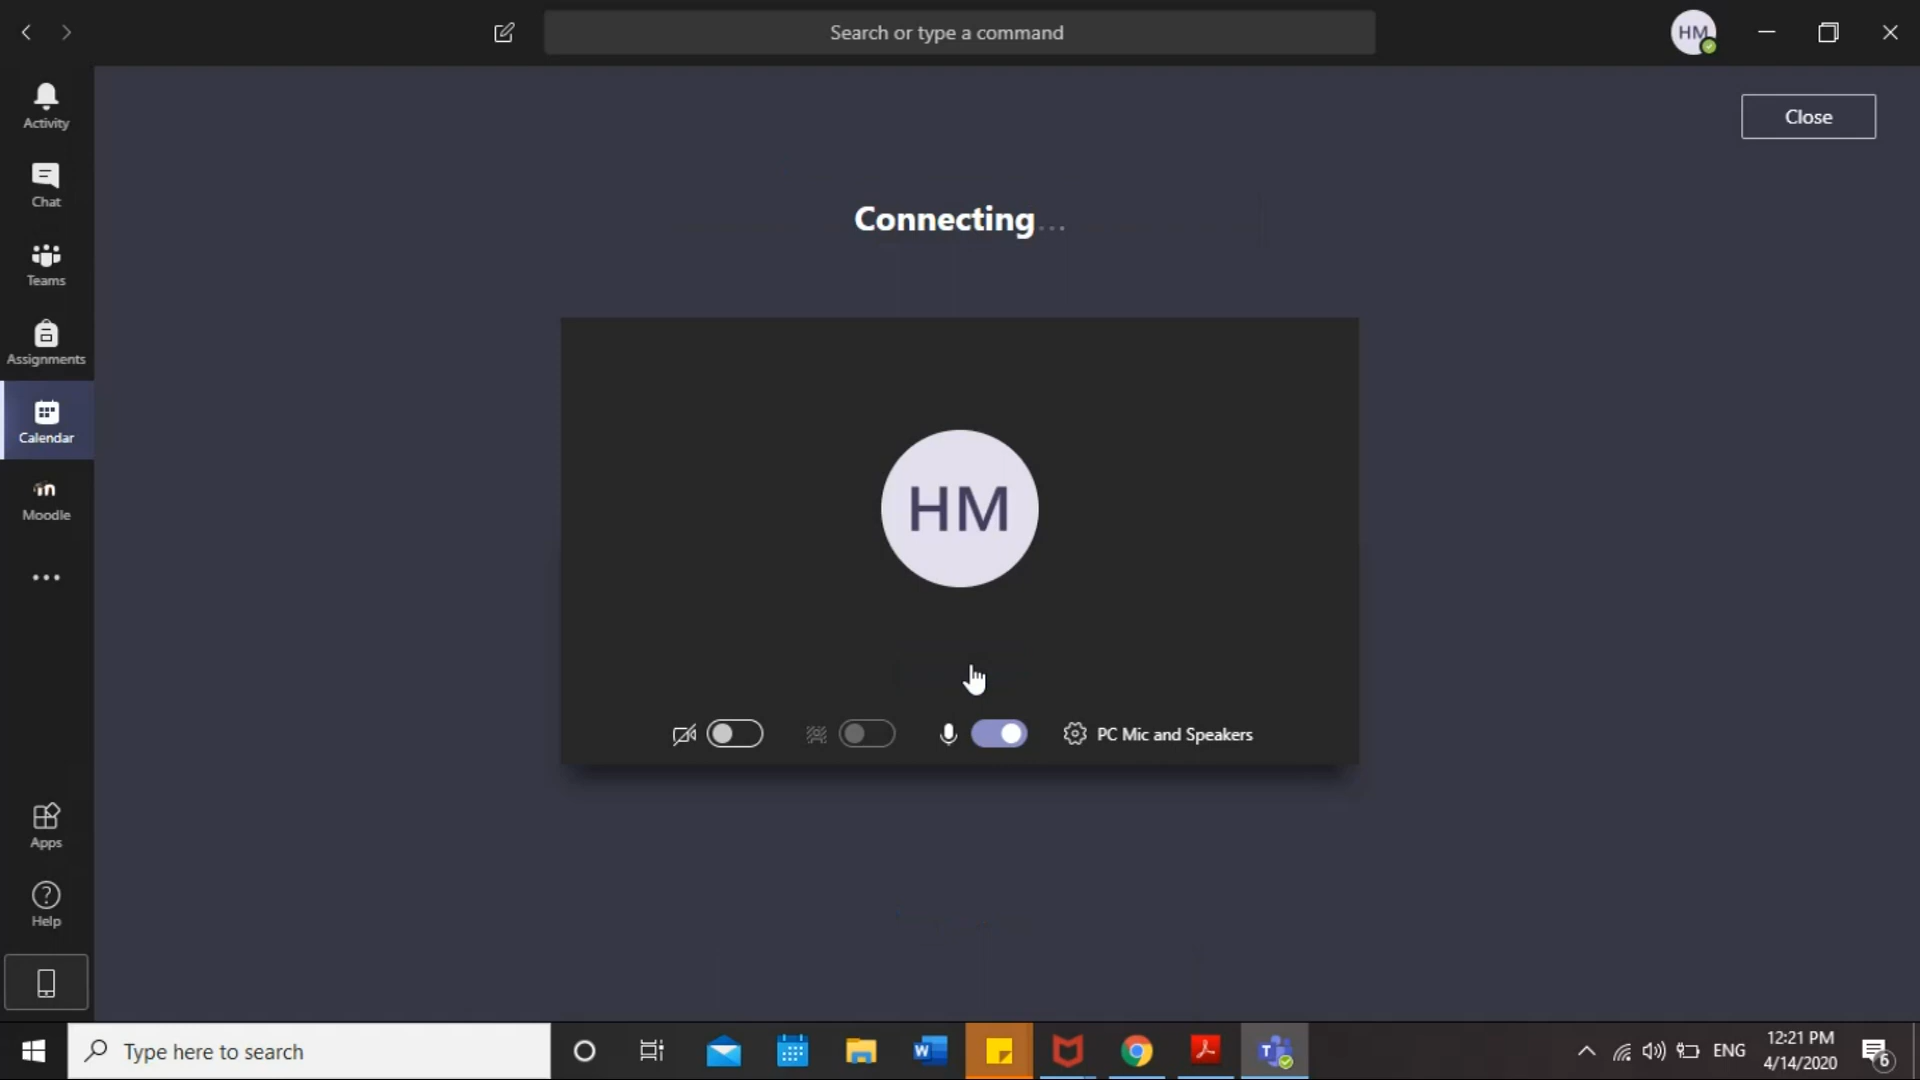 Search or type a command
HM
Activity
Close
Chat
Connecting...
Teams
Assignments
Calendar
HM
Moodle
PC Mic and Speakers
Apps
Help
Type here to search
ENG
12:21 PM
4/14/2020
6